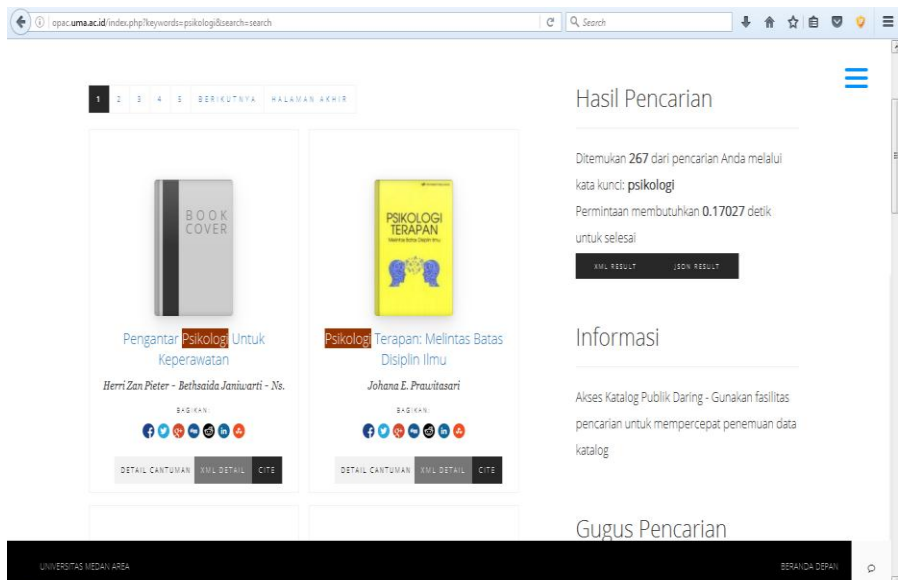 opac.uma.ac.id/index.php?keywords=psikologi&search=search
Search
1 2 3 4 5 BERIKUTNYA HALAMAN AKHIR
BOOK
COVER
Pengantar Psikologi Untuk
Keperawatan
Herri Zan Pieter - Bethsaida Janiwarti - Ns.
BAGIKAN:
DETAIL CANTUMAN XML DETAIL CITE
PSIKOLOGI
TERAPAN
Melintas Batas Disiplin Ilmu
Psikologi Terapan: Melintas Batas
Disiplin Ilmu
Johana E. Prawitasari
BAGIKAN:
DETAIL CANTUMAN XML DETAIL CITE
Hasil Pencarian
Ditemukan 267 dari pencarian Anda melalui
kata kunci: psikologi
Permintaan membutuhkan 0.17027 detik
untuk selesai
XML RESULT JSON RESULT
Informasi
Akses Katalog Publik Daring - Gunakan fasilitas
pencarian untuk mempercepat penemuan data
katalog
Gugus Pencarian
UNIVERSITAS MEDAN AREA
BERANDA DEPAN